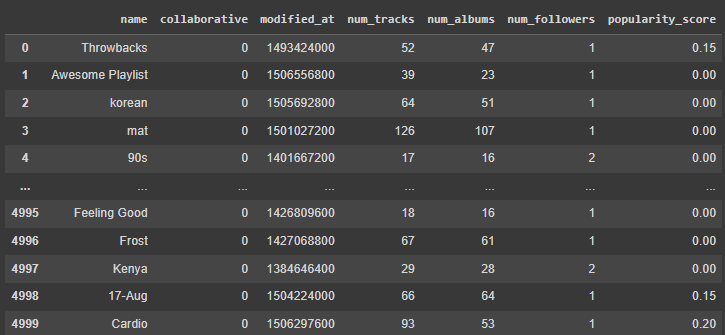 name collaborative modified_at num_tracks num_albums num_followers popularity_score
0 Throwbacks 0 1493424000 52 47 1 0.15
1 Awesome Playlist 0 1506556800 39 23 1 0.00
2 korean 0 1505692800 64 51 1 0.00
3 mat 0 1501027200 126 107 1 0.00
4 90s 0 1401667200 17 16 2 0.00
... ... ... ... ... ... ... ...
4995 Feeling Good 0 1426809600 18 16 1 0.00
4996 Frost 0 1427068800 67 61 1 0.00
4997 Kenya 0 1384646400 29 28 2 0.00
4998 17-Aug 0 1504224000 66 64 1 0.15
4999 Cardio 0 1506297600 93 53 1 0.20